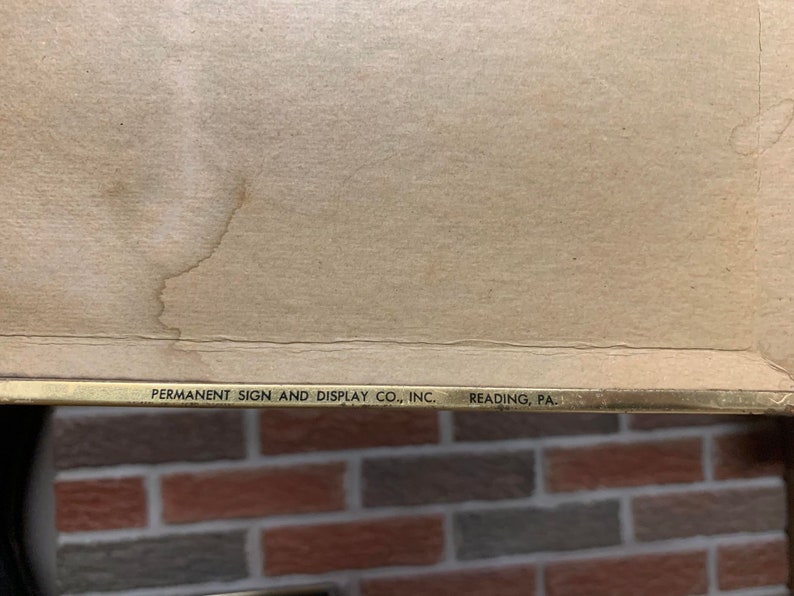 PERMANENT SIGN AND DISPLAY CO., INC. READING, PA.